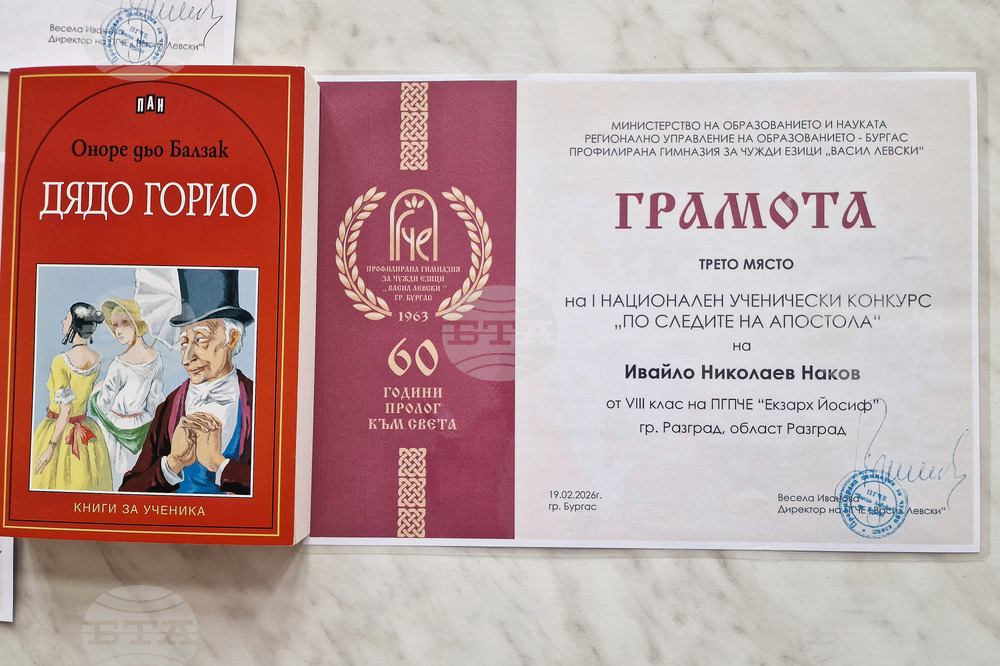 Весела Иванова
Директор на ПГЧЕ "Васил Левски"
ПАН
Оноре дьо Балзак
ДЯДО ГОРИО
КНИГИ ЗА УЧЕНИКА
ПГЧЕ
ПРОФИЛИРАНА ГИМНАЗИЯ
ЗА ЧУЖДИ ЕЗИЦИ
„ВАСИЛ ЛЕВСКИ“
ГР. БУРГАС
1963
60
ГОДИНИ
ПРОЛОГ
КЪМ СВЕТА
МИНИСТЕРСТВО НА ОБРАЗОВАНИЕТО И НАУКАТА
РЕГИОНАЛНО УПРАВЛЕНИЕ НА ОБРАЗОВАНИЕТО - БУРГАС
ПРОФИЛИРАНА ГИМНАЗИЯ ЗА ЧУЖДИ ЕЗИЦИ „ВАСИЛ ЛЕВСКИ“
ГРАМОТА
ТРЕТО МЯСТО
на I НАЦИОНАЛЕН УЧЕНИЧЕСКИ КОНКУРС
„ПО СЛЕДИТЕ НА АПОСТОЛА“
на
Ивайло Николаев Наков
от VIII клас на ПГПЧЕ "Екзарх Йосиф"
гр. Разград, област Разград
19.02.2026г.
гр. Бургас
Весела Иванова
Директор на ПГЧЕ "Васил Левски"
БТА
БТА